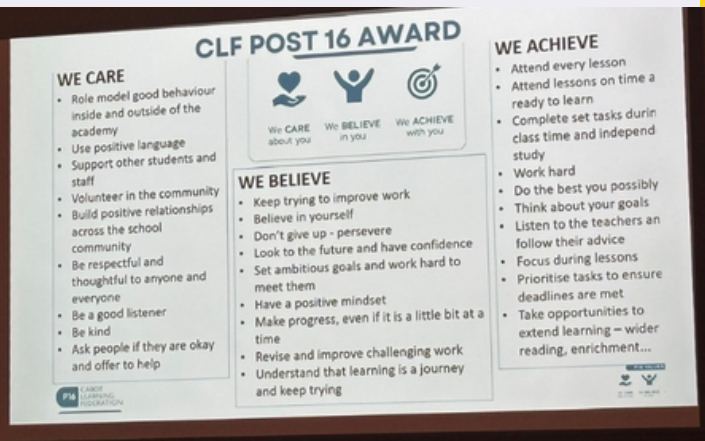 CLF POST 16 AWARD
WE CARE
• Role model good behaviour
inside and outside of the
academy
• Use positive language
• Support other students and
staff
• Volunteer in the community
• Build positive relationships
across the school
community
• Be respectful and
thoughtful to anyone and
everyone
• Be a good listener
• Be kind
• Ask people if they are okay
and offer to help
P16 CABOT
LEARNING
FEDERATION
We CARE
about you
We BELIEVE
in you
We ACHIEVE
with you
WE BELIEVE
• Keep trying to improve work
• Believe in yourself
• Don't give up - persevere
• Look to the future and have confidence
• Set ambitious goals and work hard to
meet them
• Have a positive mindset
• Make progress, even if it is a little bit at a
time
• Revise and improve challenging work
• Understand that learning is a journey
and keep trying
WE ACHIEVE
• Attend every lesson
• Attend lessons on time a
ready to learn
• Complete set tasks durin
class time and independ
study
• Work hard
• Do the best you possibly
• Think about your goals
• Listen to the teachers an
follow their advice
• Focus during lessons
• Prioritise tasks to ensure
deadlines are met
• Take opportunities to
extend learning – wider
reading, enrichment...